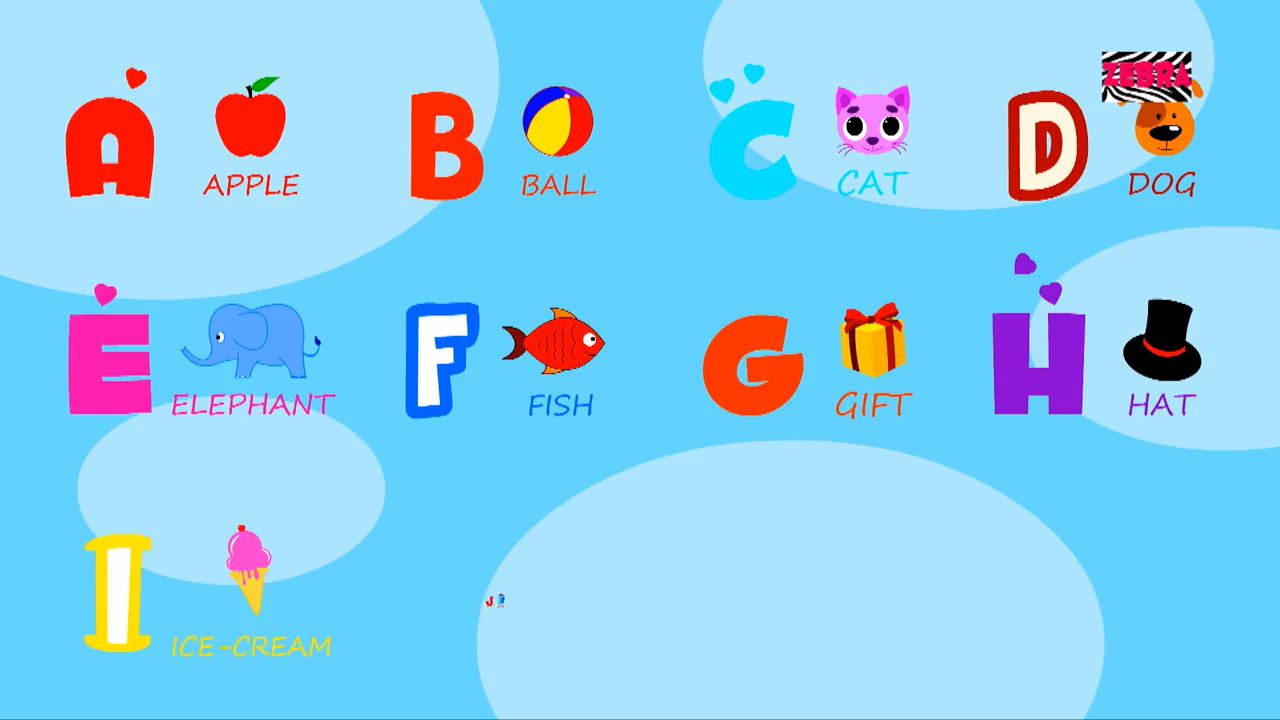 A APPLE
B BALL
C CAT
ZEBRA
D DOG
E ELEPHANT
F FISH
G GIFT
H HAT
I ICE-CREAM
J